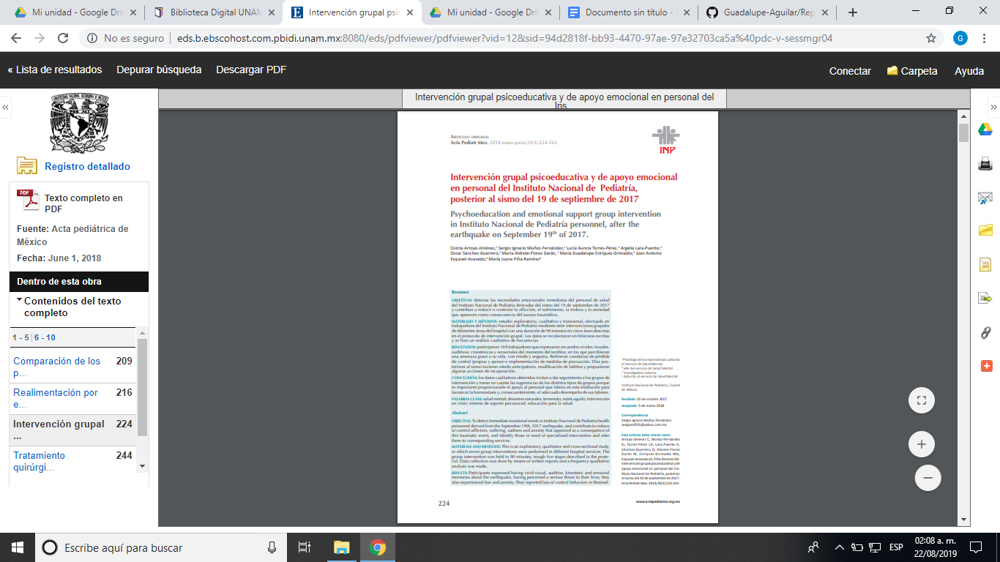 Mi unidad - Google Dri
Biblioteca Digital UNAM
Intervención grupal psic
Mi unidad - Google Dri
Documento sin título -
Guadalupe-Aguilar/Rep
No es seguro
eds.b.ebscohost.com.pbidi.unam.mx:8080/eds/pdfviewer/pdfviewer?vid=12&sid=94d2818f-bb93-4470-97ae-97e32703ca5a%40pdc-v-sessmgr04
G
« Lista de resultados
Depurar búsqueda
Descargar PDF
Conectar
Carpeta
Ayuda
Registro detallado
PDF
Texto completo en
PDF
Fuente: Acta pediátrica de
México
Fecha: June 1, 2018
Dentro de esta obra
Contenidos del texto
completo
1 - 5 | 6 - 10
Comparación de los
p...
209
Realimentación por
e...
216
Intervención grupal
...
224
Tratamiento
quirúrgi...
244
Intervención grupal psicoeducativa y de apoyo emocional en personal del
Ins
Artículo original
Acta Pediatr Mex. 2018 mayo-junio;39(3):224-243.
INP
Intervención grupal psicoeducativa y de apoyo emocional
en personal del Instituto Nacional de Pediatría,
posterior al sismo del 19 de septiembre de 2017
Psychoeducation and emotional support group intervention
in Instituto Nacional de Pediatría personnel, after the
earthquake on September 19th of 2017.
Cointa Arroyo-Jiménez,1 Sergio Ignacio Muñoz-Fernández,2 Lucía Aurora Torres-Pérez,3 Argelia Lara-Puente,4
Oscar Sánchez-Guerrero,4 María Aldrete-Flores Darán,4 María Guadalupe Enríquez-Grimaldo,4 Juan Antonio
Esquivel-Acevedo,4 María Juana Piña-Ramírez4
Resumen
OBJETIVOS: detectar las necesidades emocionales inmediatas del personal de salud
del Instituto Nacional de Pediatría derivadas del sismo del 19 de septiembre de 2017
y contribuir a reducir o controlar la aflicción, el sufrimiento, la tristeza y la ansiedad
que aparecen como consecuencia del suceso traumático.
MATERIALES Y MÉTODOS: estudio exploratorio, cualitativo y transversal, efectuado en
trabajadores del Instituto Nacional de Pediatría mediante siete intervenciones grupales
de diferentes áreas del hospital con una duración de 90 minutos en cinco fases descritas
en el protocolo de intervención grupal. Los datos se recolectaron en bitácoras escritas
y se hizo un análisis cualitativo de frecuencias.
RESULTADOS: participaron 169 trabajadores que expresaron recuerdos vívidos visuales,
auditivos, cinestésicos y sensoriales del momento del temblor, en los que percibieron
una amenaza grave a su vida, con miedo y angustia. Refirieron conductas de pérdida
de control (propias y ajenas) e implementación de medidas de precaución. Días pos-
teriores al sismo tuvieron miedo anticipatorio, modificación de hábitos y propusieron
algunas acciones de recuperación.
CONCLUSIÓN: los datos cualitativos obtenidos invitan a dar seguimiento a los grupos de
intervención y tomar en cuenta las sugerencias de los distintos tipos de grupos porque
es importante proporcionarle el apoyo al personal que labora en esta institución para
favorecer la homeostasis y, consecuentemente, el adecuado desempeño de sus labores.
PALABRAS CLAVE: salud mental; desastres naturales; terremoto; estrés agudo; intervención
en crisis; sistema de soporte psicosocial; educación para la salud.
Abstract
OBJECTIVE: To detect immediate emotional needs in Instituto Nacional de Pediatría health
personnel derived from the September 19th, 2017 earthquake, and contribute to reduce
or control affliction, suffering, sadness and anxiety that appeared as a consequence of
this traumatic event, and identify those in need of specialized intervention and refer
them to corresponding services.
MATERIALS AND METHODS: This is an exploratory, qualitative and cross-sectional study,
in which seven group interventions were performed in different hospital services. The
group intervention was held in 90 minutes, trough five stages described in the proto-
col. Data collection was done by means of written reports and a frequency qualitative
analysis was made.
RESULTS: Participants expressed having vivid visual, auditive, kinestesic and sensorial
memories about the earthquake, having perceived a serious threat to their lives; they
also experienced fear and anxiety. They reported loss of control behaviors in themsel-
1 Psicóloga clínica especializada, adscrita
al servicio de Salud Mental.
2 Jefe del servicio de Salud Mental.
3 Investigadora externa.
4 Adscrito al servicio de Salud Mental.
Instituto Nacional de Pediatría, Ciudad
de México.
Recibido: 20 de octubre 2017
Aceptado: 5 de marzo 2018
Correspondencia
Sergio Ignacio Muñoz Fernández
sergiomf535@yahoo.com.mx
Este artículo debe citarse como
Arroyo-Jiménez C, Muñoz-Fernández
SI, Torres-Pérez LA, Lara-Puente A,
Sánchez-Guerrero O, Aldrete-Flores
Darán M, Enríquez-Grimaldo MG,
Esquivel-Acevedo JA, Piña-Ramírez MJ.
Intervención grupal psicoeducativa y de
apoyo emocional en personal del Ins-
tituto Nacional de Pediatría, posterior
al sismo del 19 de septiembre de 2017.
Acta Pediatr Mex. 2018;39(3):224-243.
224
www.actapediatrica.org.mx
Escribe aquí para buscar
ESP
02:08 a. m.
22/08/2019